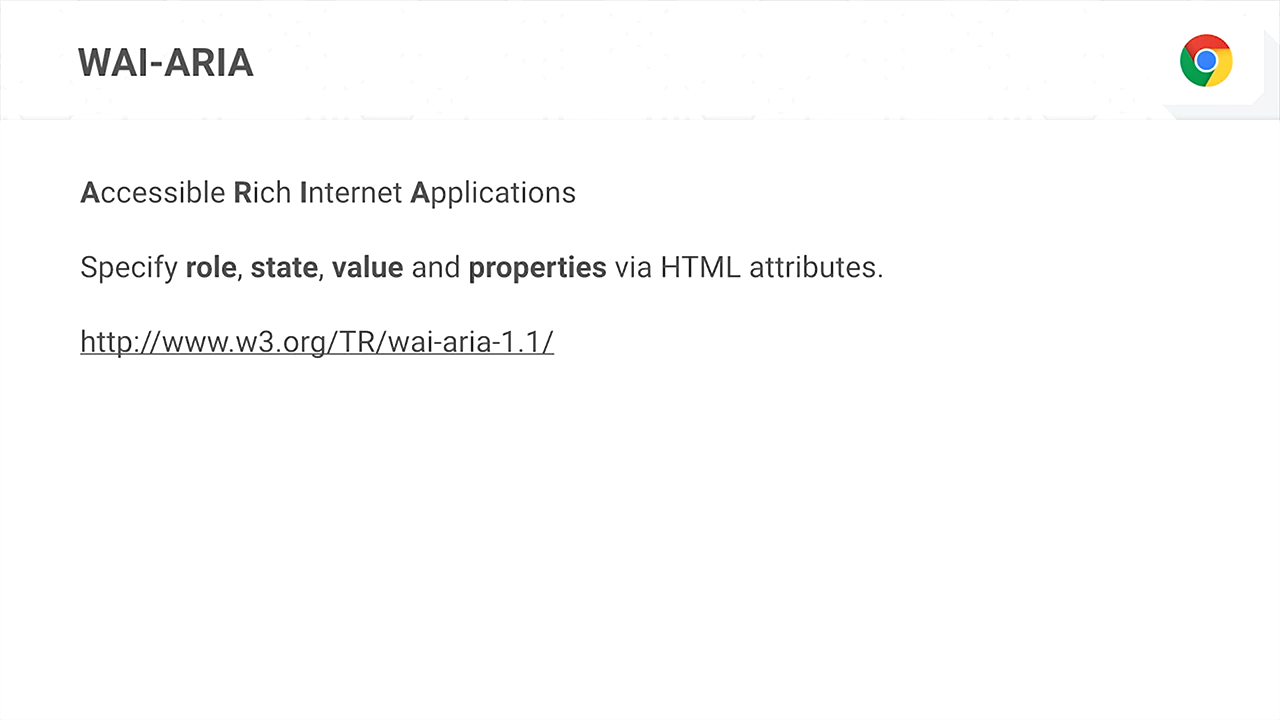 WAI-ARIA
Accessible Rich Internet Applications
Specify role, state, value and properties via HTML attributes.
http://www.w3.org/TR/wai-aria-1.1/